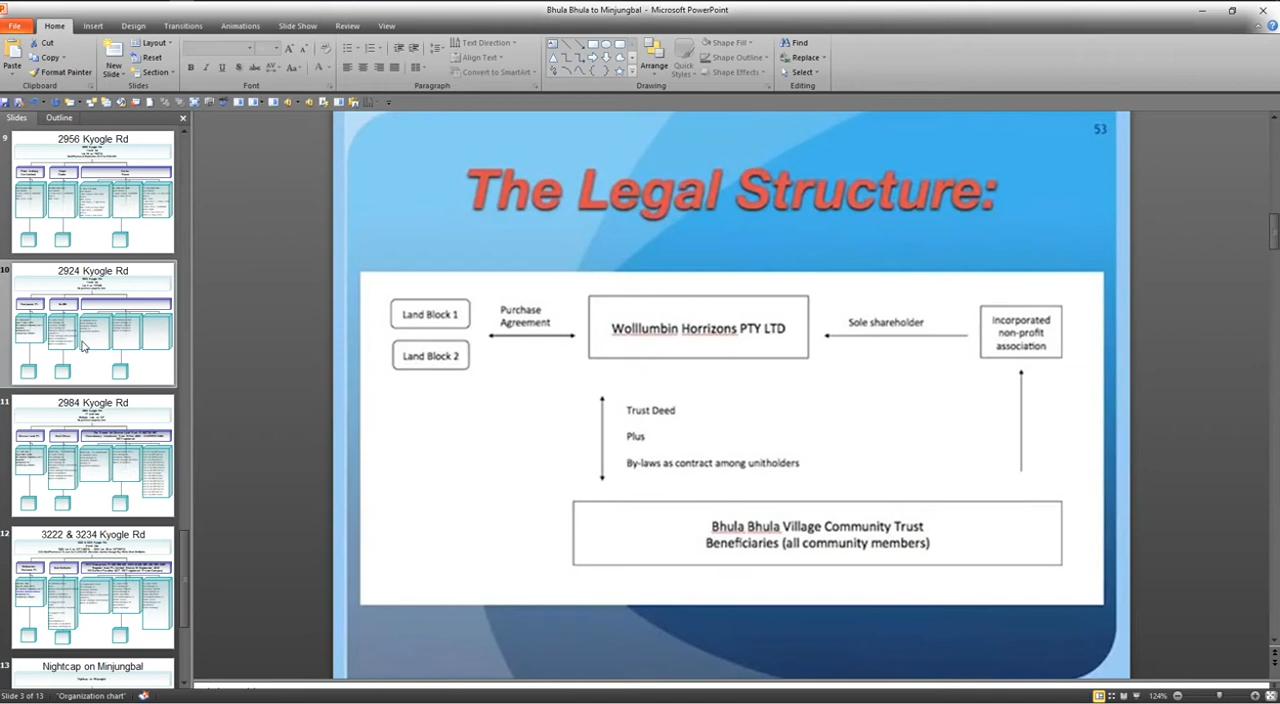 Bhula Bhula to Minjungbal - Microsoft PowerPoint
File Home Insert Design Transitions Animations Slide Show Review View
Paste
Cut
Copy
Format Painter
Clipboard
New
Slide
Layout
Reset
Section
Slides
Font
Text Direction
Align Text
Convert to SmartArt
Paragraph
Arrange
Quick
Styles
Shape Fill
Shape Outline
Shape Effects
Drawing
Find
Replace
Select
Editing
Slides Outline
9
2956 Kyogle Rd
10
2924 Kyogle Rd
11
2984 Kyogle Rd
12
3222 & 3234 Kyogle Rd
13
Nightcap on Minjungbal
53
The Legal Structure:
Land Block 1
Land Block 2
Purchase
Agreement
Wolllumbin Horrizons PTY LTD
Sole shareholder
Incorporated
non-profit
association
Trust Deed
Plus
By-laws as contract among unitholders
Bhula Bhula Village Community Trust
Beneficiaries (all community members)
Slide 3 of 13 "Organization chart" 124%